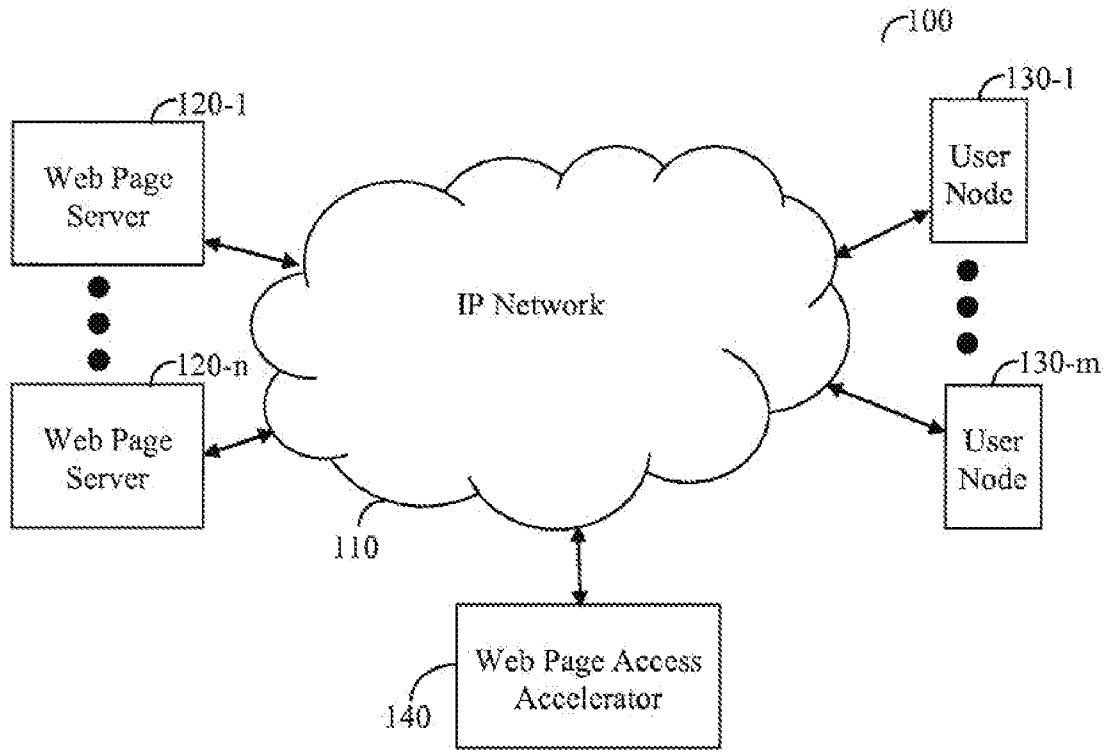 100
120-1
130-1
Web Page
Server
User
Node
IP Network
120-n
130-m
Web Page
Server
User
Node
110
Web Page Access
Accelerator
140